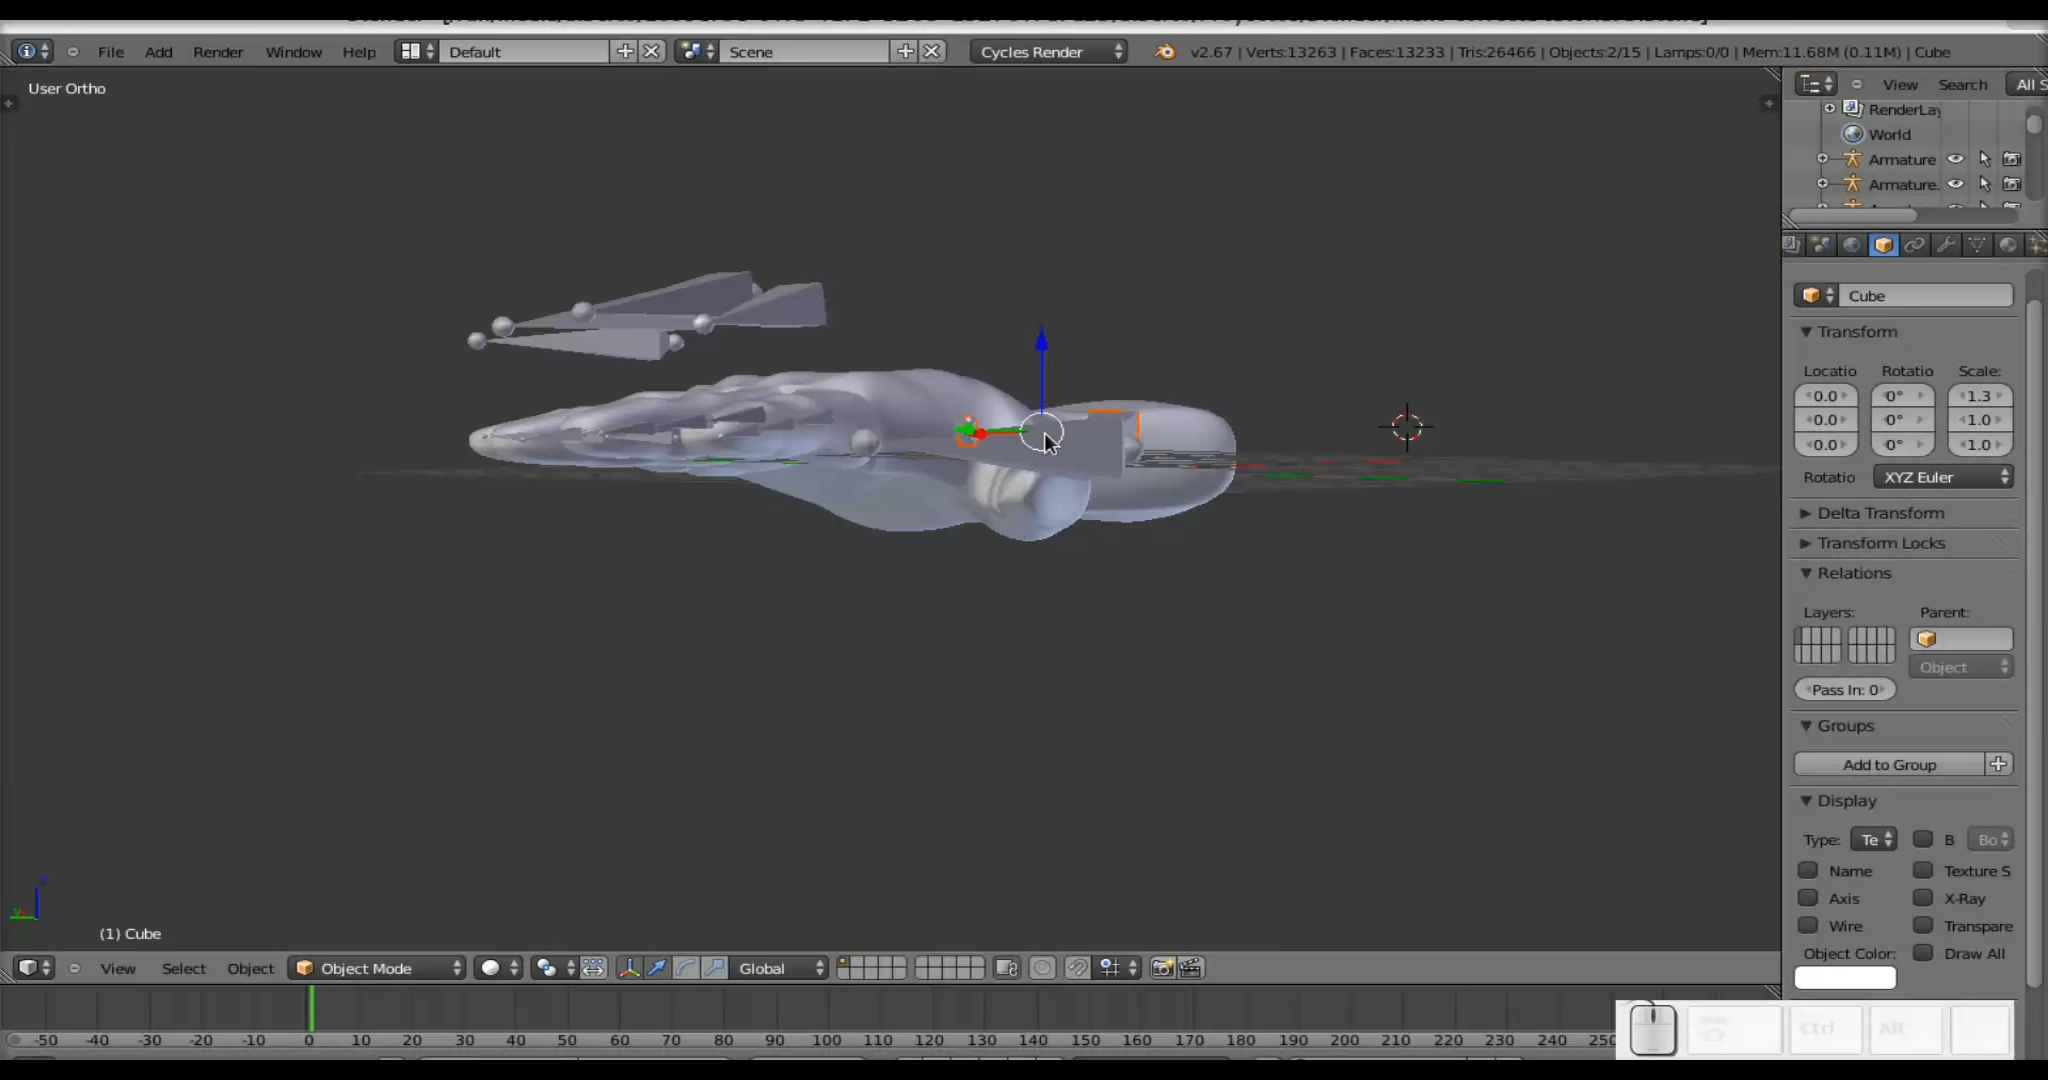 File Add Render Window Help Default Scene Cycles Render v2.67 | Verts:13263 | Faces:13233 | Tris:26466 | Objects:2/15 | Lamps:0/0 | Mem:11.68M (0.11M) | Cube
User Ortho
View Search All S
RenderLay
World
Armature
Armature.
Cube
Transform
Locatio Rotatio Scale:
0.0 0° 1.3
0.0 0° 1.0
0.0 0° 1.0
Rotatio XYZ Euler
Delta Transform
Transform Locks
Relations
Layers: Parent:
Object
Pass In: 0
Groups
Add to Group
Display
Type: Te B Bo
Name Texture S
Axis X-Ray
Wire Transpare
Object Color: Draw All
(1) Cube
View Select Object Object Mode Global
-50 -40 -30 -20 -10 0 10 20 30 40 50 60 70 80 90 100 110 120 130 140 150 160 170 180 190 200 210 220 230 240 250
Ctrl Alt